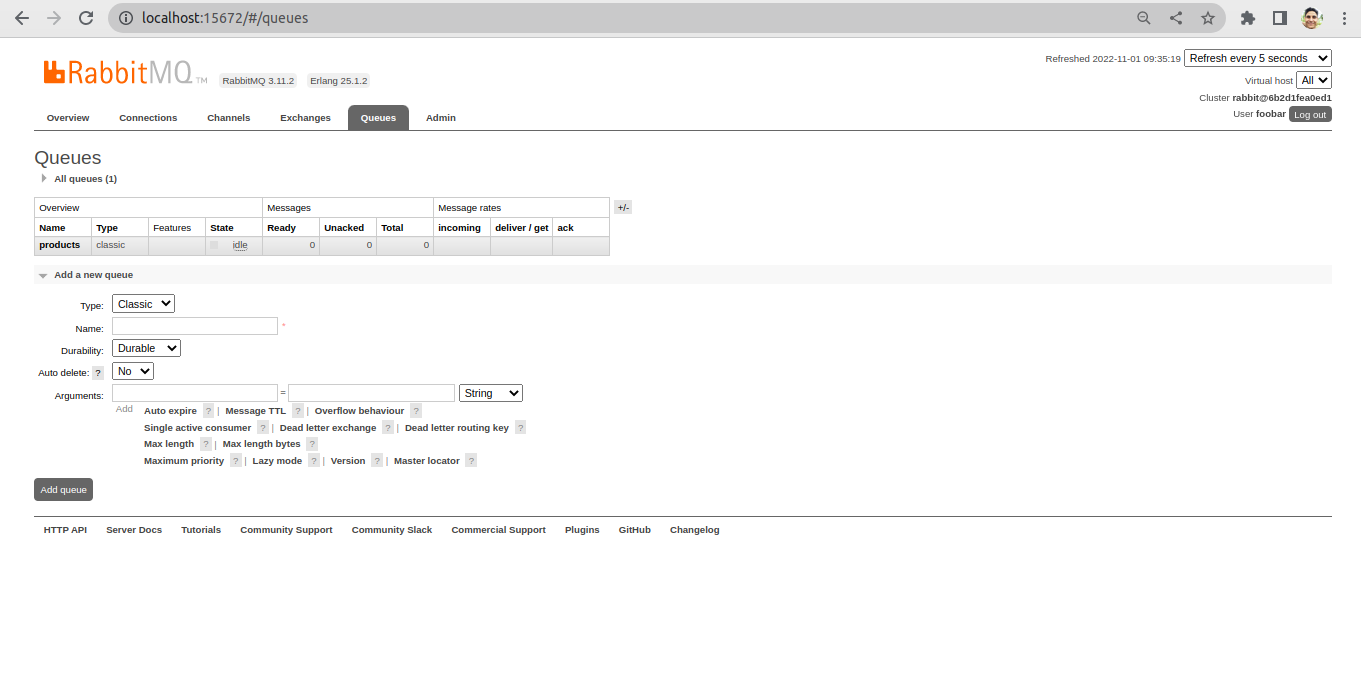 localhost:15672/#/queues
RabbitMQ TM RabbitMQ 3.11.2 Erlang 25.1.2
Refreshed 2022-11-01 09:35:19 Refresh every 5 seconds
Virtual host All
Cluster rabbit@6b2d1fea0ed1
User foobar Log out
Overview Connections Channels Exchanges Queues Admin
Queues
All queues (1)
Overview Messages Message rates +/-
Name Type Features State Ready Unacked Total incoming deliver / get ack
products classic idle 0 0 0
Add a new queue
Type: Classic
Name: *
Durability: Durable
Auto delete: ? No
Arguments: = String
Add Auto expire ? | Message TTL ? | Overflow behaviour ?
Single active consumer ? | Dead letter exchange ? | Dead letter routing key ?
Max length ? | Max length bytes ?
Maximum priority ? | Lazy mode ? | Version ? | Master locator ?
Add queue
HTTP API Server Docs Tutorials Community Support Community Slack Commercial Support Plugins GitHub Changelog